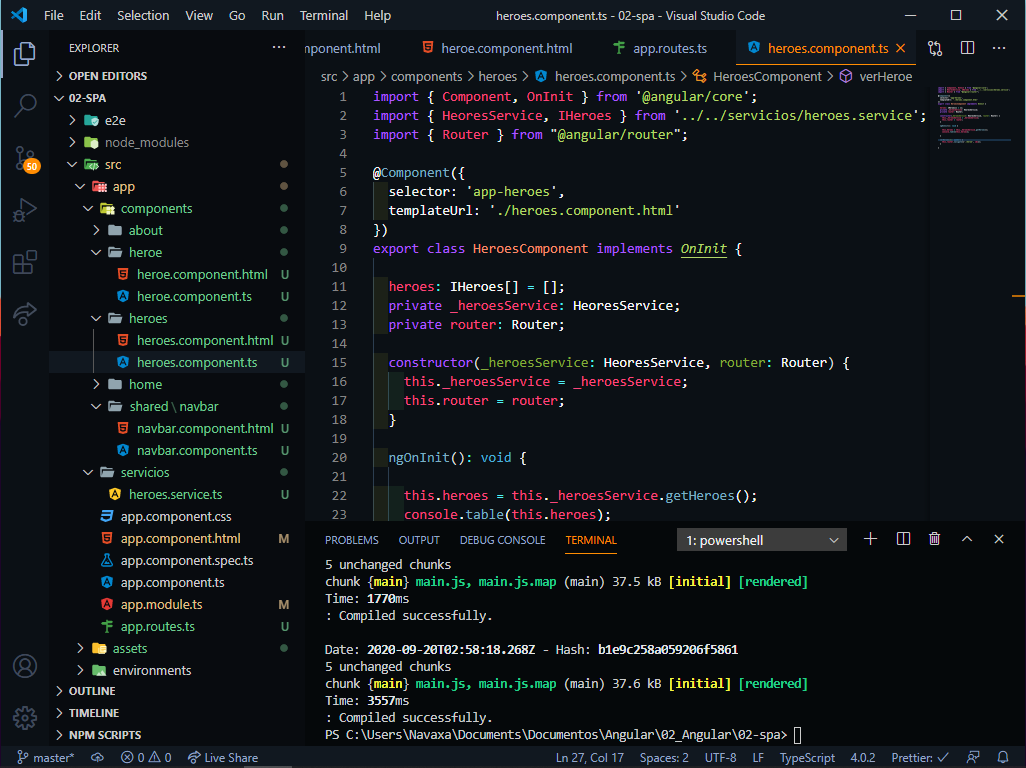 File Edit Selection View Go Run Terminal Help heroes.component.ts - 02-spa - Visual Studio Code
EXPLORER
OPEN EDITORS
02-SPA
e2e
node_modules
src
app
components
about
heroe
heroe.component.html U
heroe.component.ts U
heroes
heroes.component.html U
heroes.component.ts U
home
shared \ navbar
navbar.component.html U
navbar.component.ts U
servicios
heroes.service.ts U
app.component.css
app.component.html M
app.component.spec.ts
app.component.ts
app.module.ts M
app.routes.ts U
assets
environments
OUTLINE
TIMELINE
NPM SCRIPTS
50
mponent.html heroe.component.html app.routes.ts heroes.component.ts
src > app > components > heroes > heroes.component.ts > HeroesComponent > verHeroe
1 import { Component, OnInit } from '@angular/core';
2 import { HeoresService, IHeroes } from '../../servicios/heroes.service';
3 import { Router } from "@angular/router";
4
5 @Component({
6 selector: 'app-heroes',
7 templateUrl: './heroes.component.html'
8 })
9 export class HeroesComponent implements OnInit {
10
11 heroes: IHeroes[] = [];
12 private _heroesService: HeoresService;
13 private router: Router;
14
15 constructor(_heroesService: HeoresService, router: Router) {
16 this._heroesService = _heroesService;
17 this.router = router;
18 }
19
20 ngOnInit(): void {
21
22 this.heroes = this._heroesService.getHeroes();
23 console.table(this.heroes);
PROBLEMS OUTPUT DEBUG CONSOLE TERMINAL 1: powershell
5 unchanged chunks
chunk {main} main.js, main.js.map (main) 37.5 kB [initial] [rendered]
Time: 1770ms
: Compiled successfully.
Date: 2020-09-20T02:58:18.268Z - Hash: b1e9c258a059206f5861
5 unchanged chunks
chunk {main} main.js, main.js.map (main) 37.6 kB [initial] [rendered]
Time: 3557ms
: Compiled successfully.
PS C:\Users\Navaxa\Documents\Documentos\Angular\02_Angular\02-spa>
master* 0 0 Live Share Ln 27, Col 17 Spaces: 2 UTF-8 LF TypeScript 4.0.2 Prettier: ✓